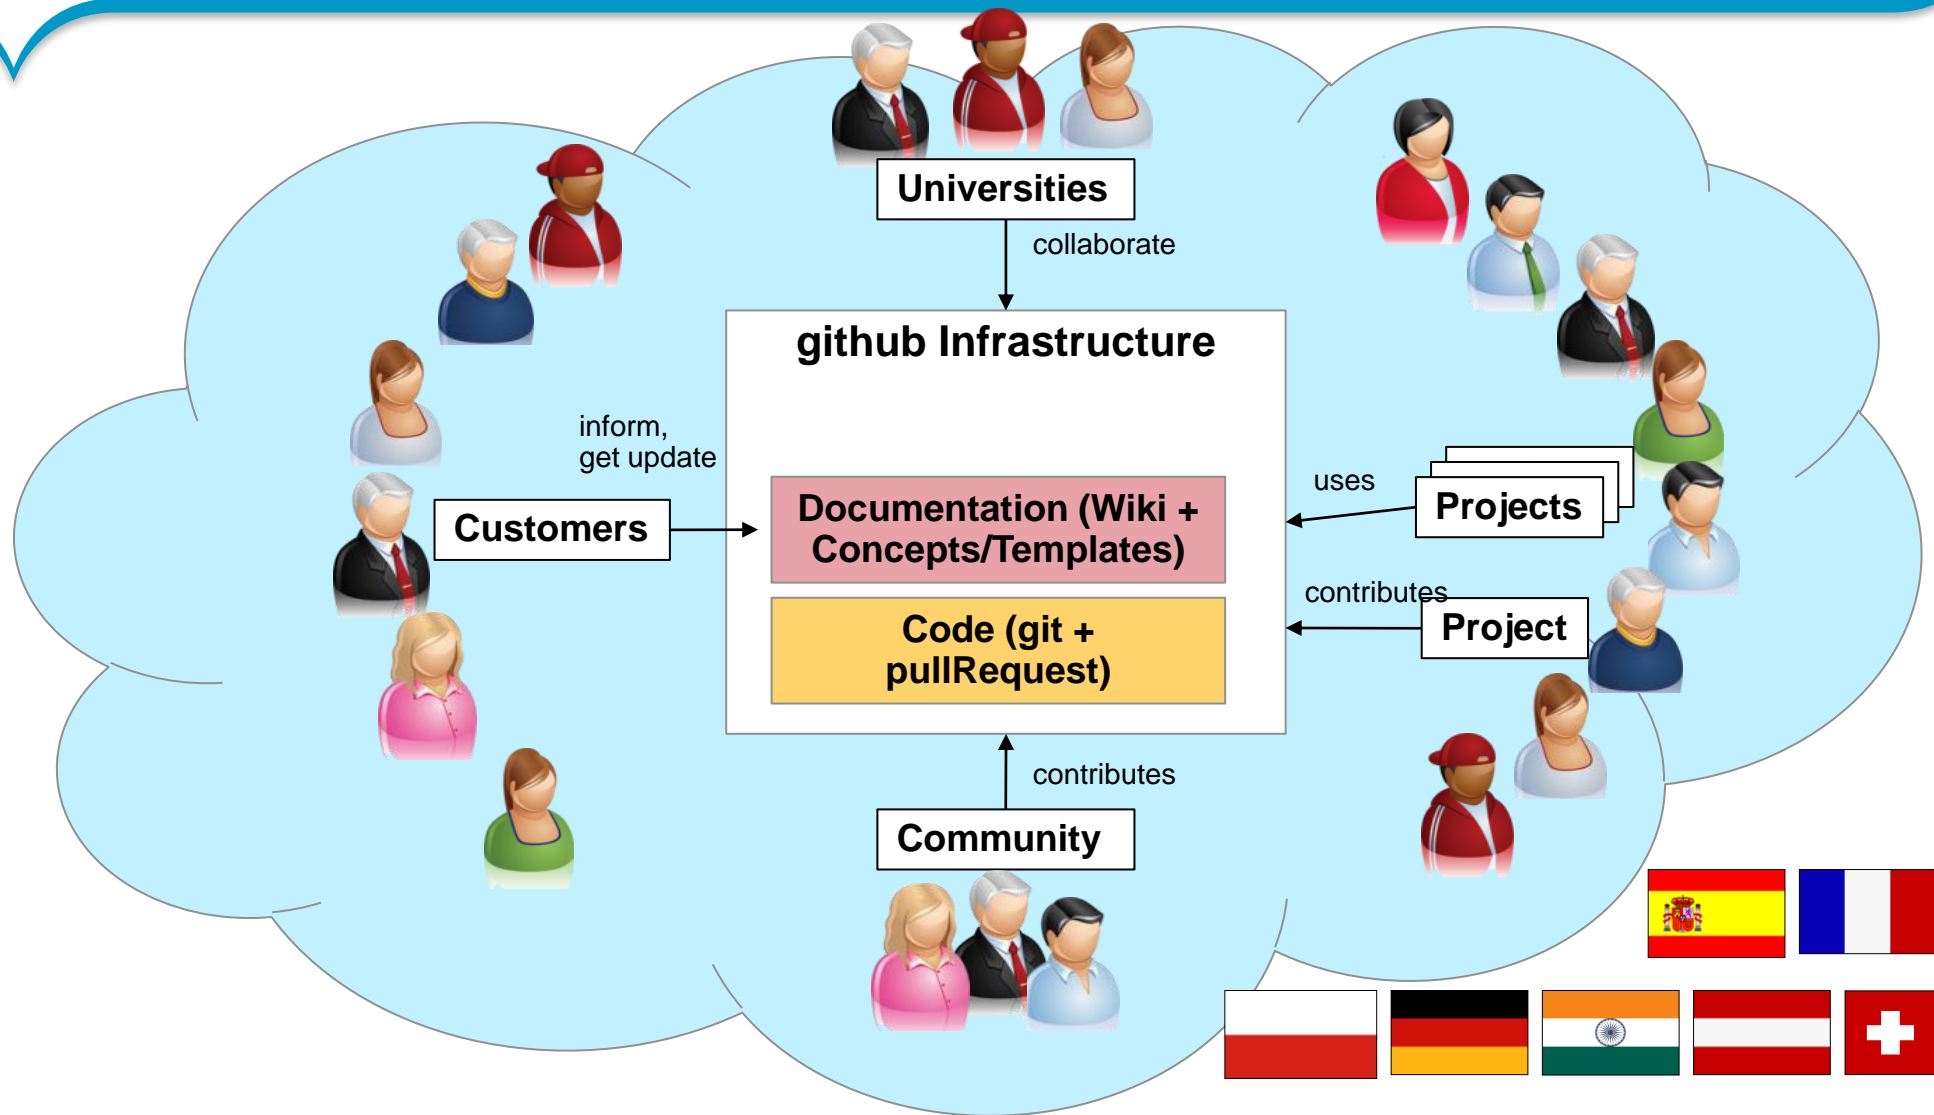 Universities
collaborate
github Infrastructure
inform,
get update
Customers
Documentation (Wiki +
Concepts/Templates)
uses
Projects
contributes
Project
Code (git +
pullRequest)
contributes
Community